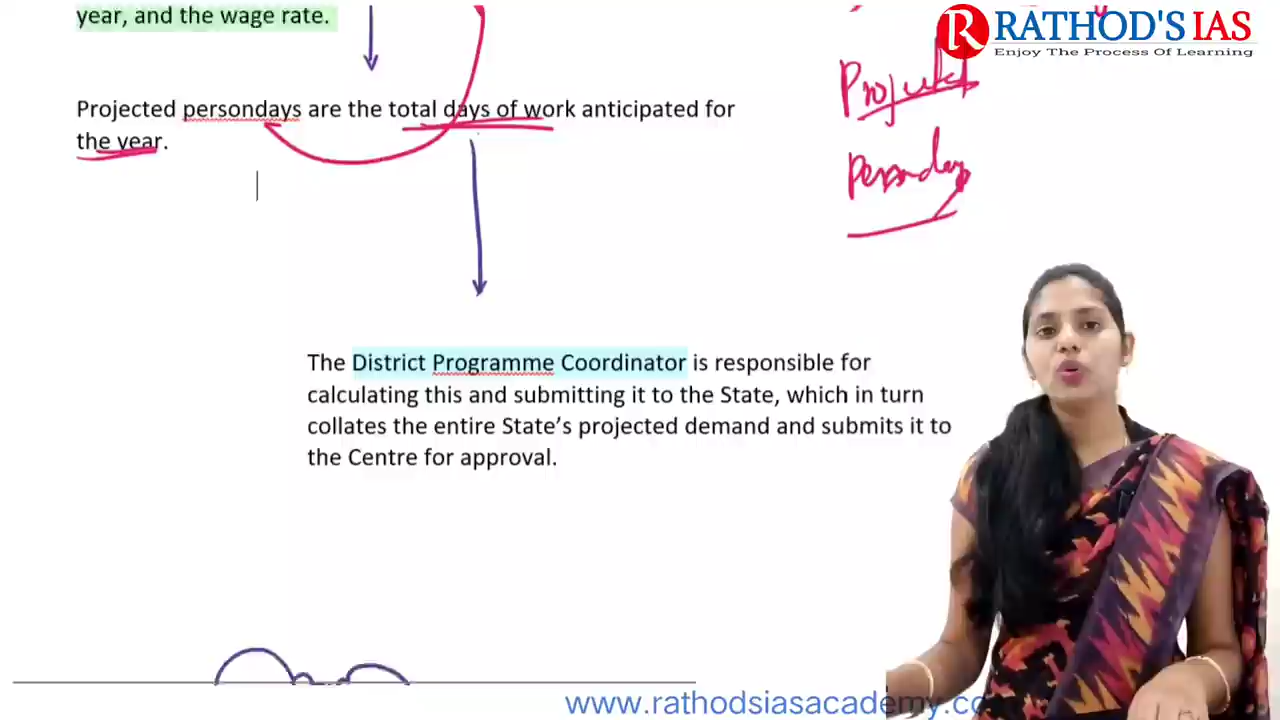 year, and the wage rate.
RATHOD'S IAS
Enjoy The Process Of Learning
Projected
Projected persondays are the total days of work anticipated for
the year.
persondays
The District Programme Coordinator is responsible for
calculating this and submitting it to the State, which in turn
collates the entire State's projected demand and submits it to
the Centre for approval.
www.rathodsiasacademy.co